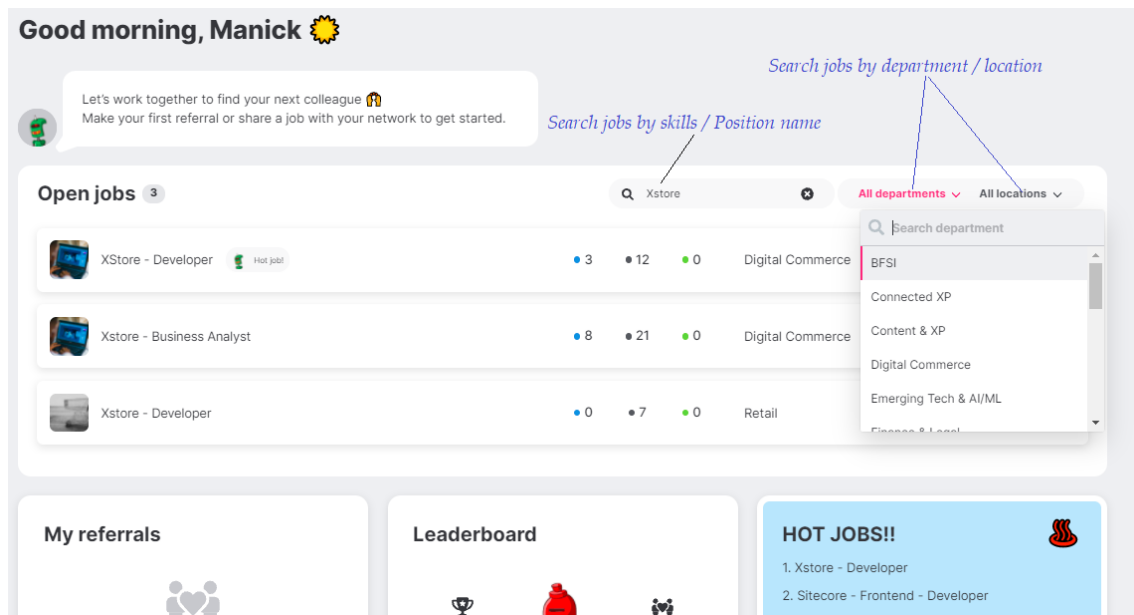 Good morning, Manick
Search jobs by department / location
Let's work together to find your next colleague
Make your first referral or share a job with your network to get started.
Search jobs by skills / Position name
Open jobs 3
Xstore
All departments
All locations
Search department
XStore - Developer
Hot job!
3
12
0
Digital Commerce
BFSI
Connected XP
Content & XP
Xstore - Business Analyst
8
21
0
Digital Commerce
Digital Commerce
Emerging Tech & AI/ML
Xstore - Developer
0
7
0
Retail
Finance & Legal
My referrals
Leaderboard
HOT JOBS!!
1. Xstore - Developer
2. Sitecore - Frontend - Developer